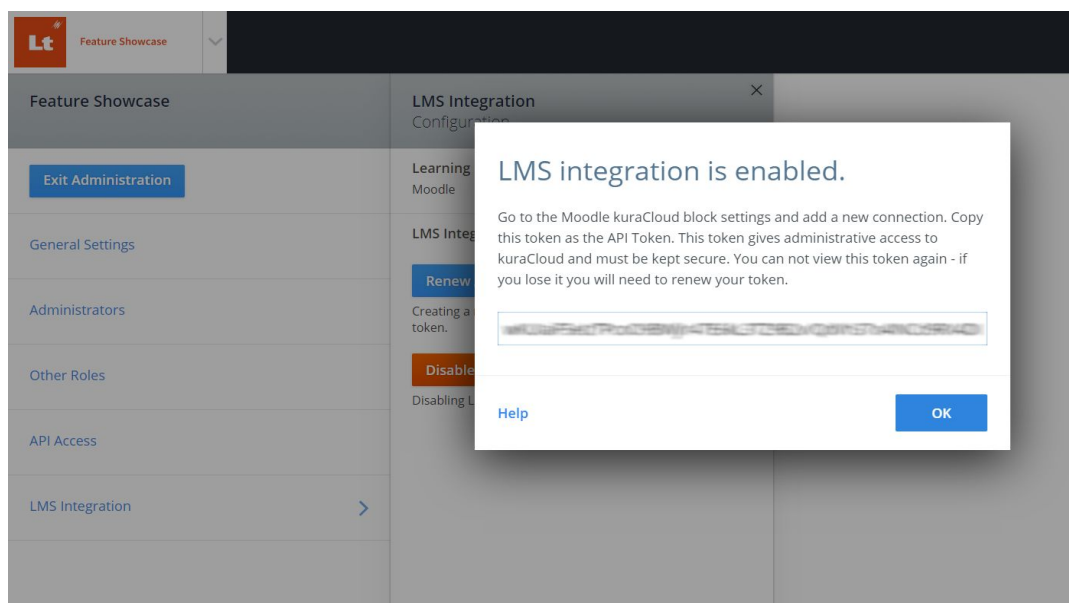 Lt
Feature Showcase
Feature Showcase
Exit Administration
General Settings
Administrators
Other Roles
API Access
LMS Integration
LMS Integration
Configuration
Learning
Moodle
LMS Integ
Renew
Creating a
token.
Disable
Disabling L
LMS integration is enabled.
Go to the Moodle kuraCloud block settings and add a new connection. Copy
this token as the API Token. This token gives administrative access to
kuraCloud and must be kept secure. You can not view this token again - if
you lose it you will need to renew your token.
Help
OK